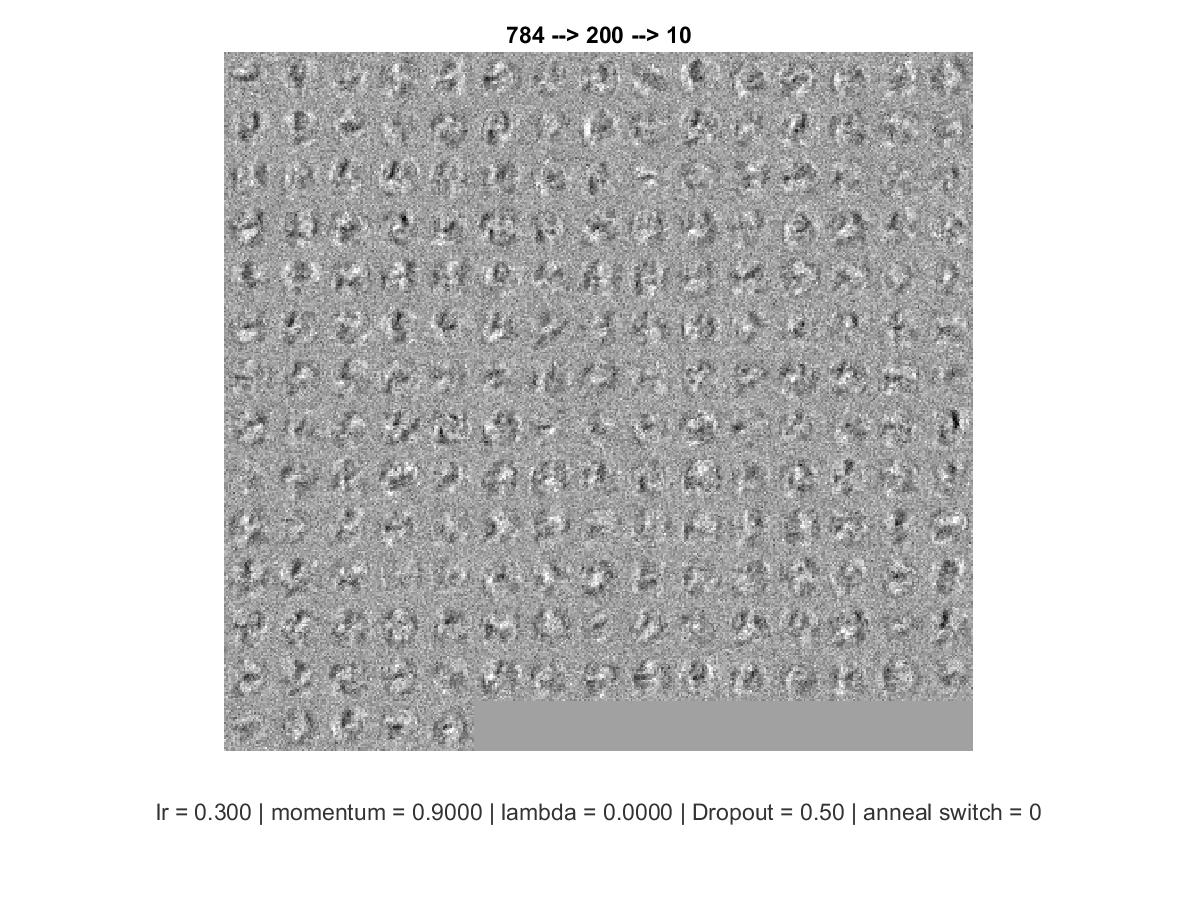 784 --> 200 --> 10
lr = 0.300 | momentum = 0.9000 | lambda = 0.0000 | Dropout = 0.50 | anneal switch = 0